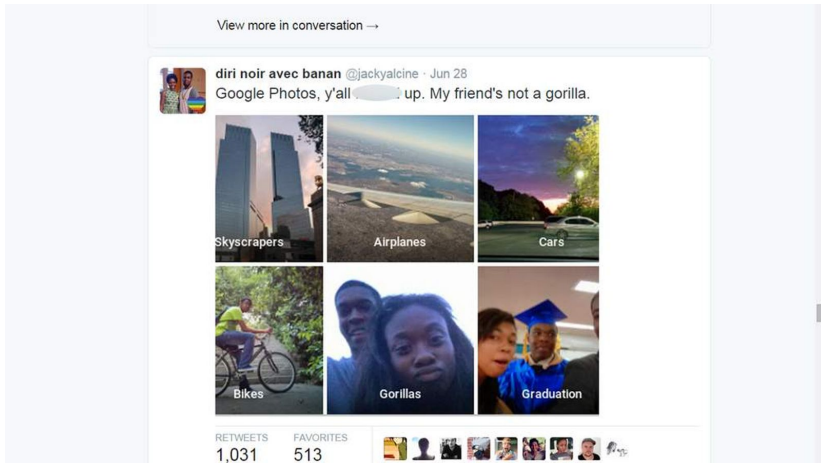 View more in conversation →
diri noir avec banan @jackyalcine · Jun 28
Google Photos, y'all up. My friend's not a gorilla.
Skyscrapers
Airplanes
Cars
Bikes
Gorillas
Graduation
RETWEETS FAVORITES
1,031 513